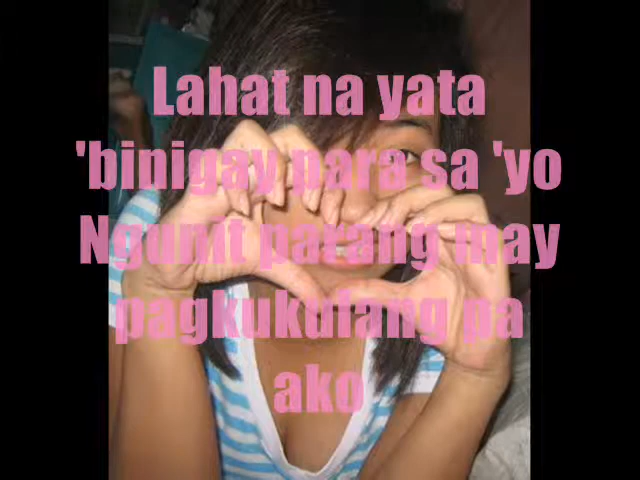 Lahat na yata
'binigay para sa 'yo
Ngunit parang may
pagkukulang pa
ako